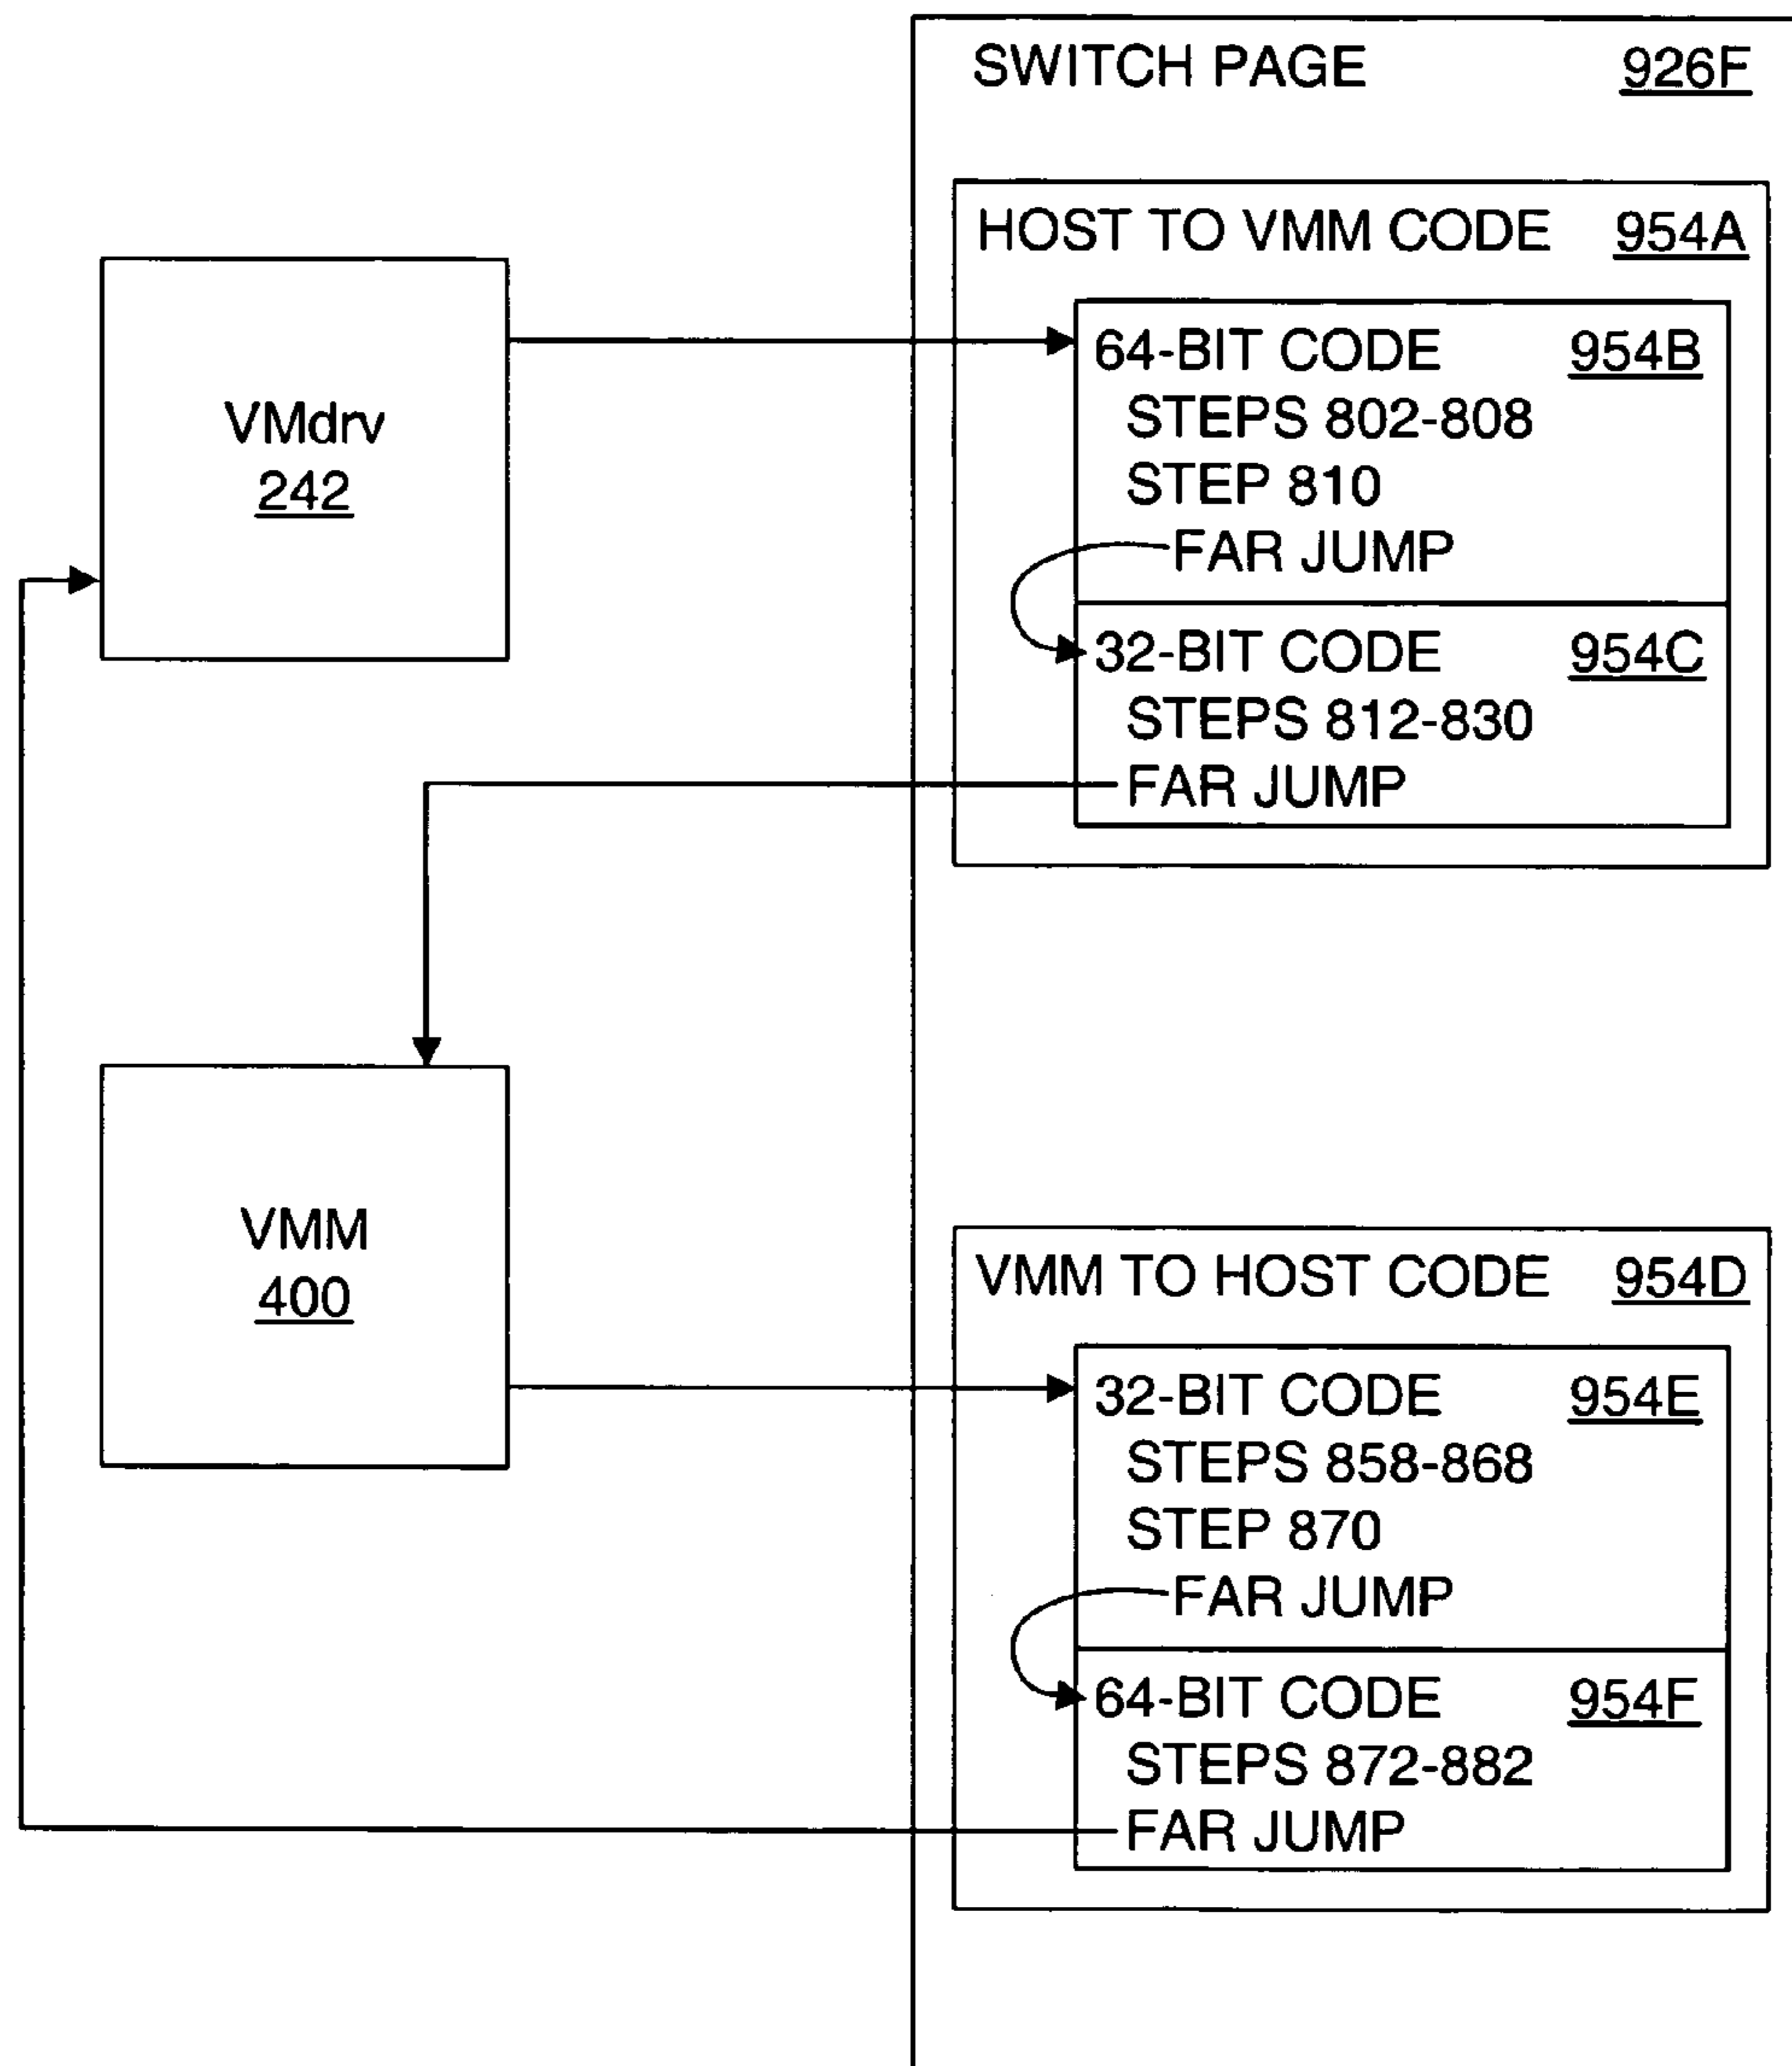 SWITCH PAGE 926F
HOST TO VMM CODE 954A
64-BIT CODE 954B
STEPS 802-808
STEP 810
FAR JUMP
32-BIT CODE 954C
STEPS 812-830
FAR JUMP
VMdrv
242
VMM
400
VMM TO HOST CODE 954D
32-BIT CODE 954E
STEPS 858-868
STEP 870
FAR JUMP
64-BIT CODE 954F
STEPS 872-882
FAR JUMP